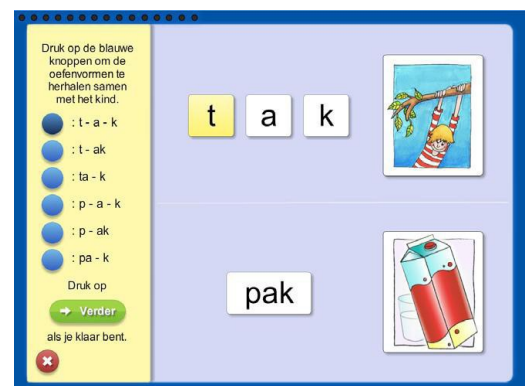 Druk op de blauwe
knoppen om de
oefenvormen te
herhalen samen
met het kind.
: t - a - k
: t - ak
: ta - k
: p - a - k
: p - ak
: pa - k
Druk op
Verder
als je klaar bent.
t a k
pak